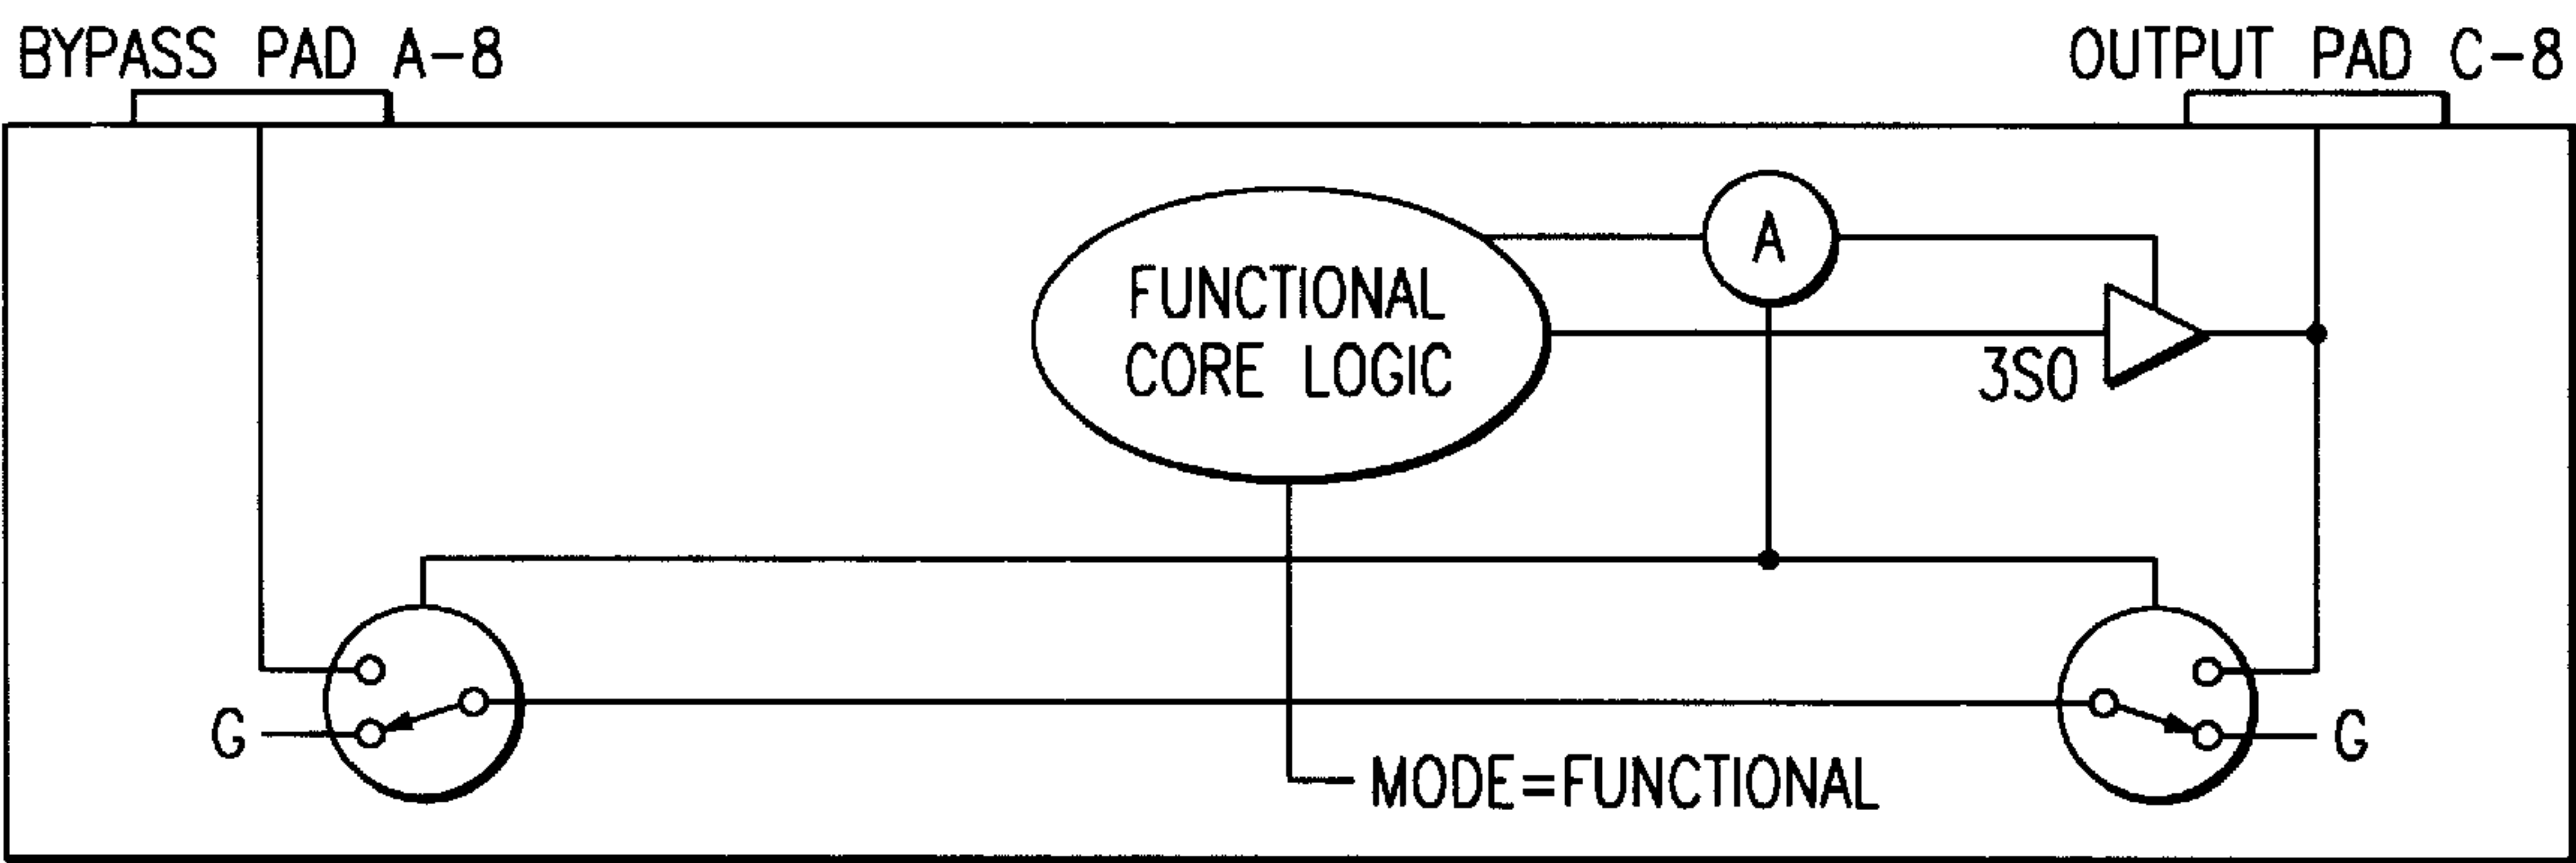 BYPASS PAD A-8
OUTPUT PAD C-8
A
FUNCTIONAL
CORE LOGIC
3SO
G
G
MODE=FUNCTIONAL